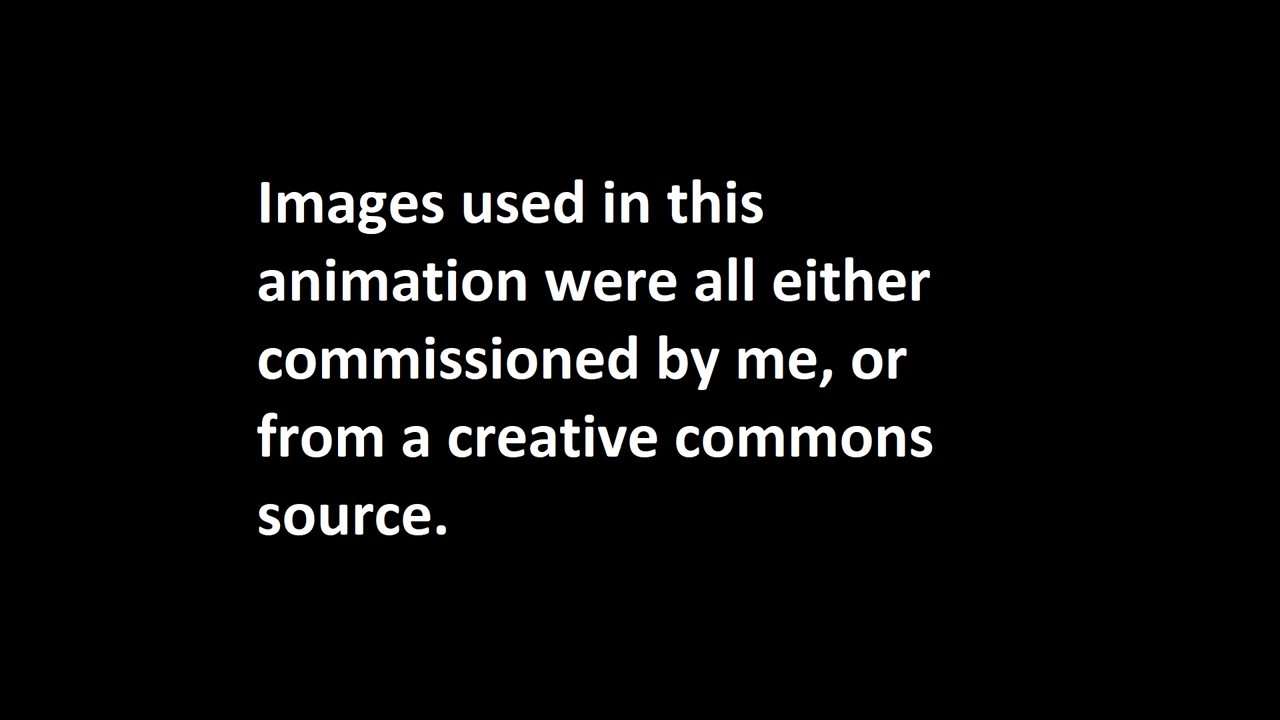 Images used in this
animation were all either
commissioned by me, or
from a creative commons
source.